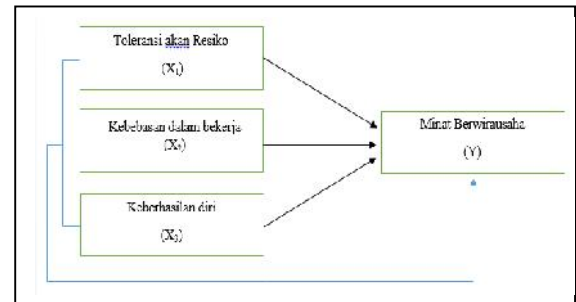 Toleransi akan Resiko
(X₁)
Kebebasan dalam bekerja
(X₂)
Keberhasilan diri
(X₃)
Minat Berwirausaha
(Y)